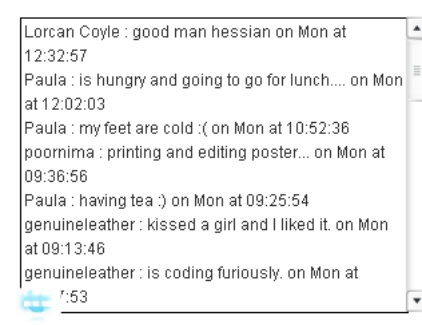 Lorcan Coyle : good man hessian on Mon at
12:32:57
Paula : is hungry and going to go for lunch.... on Mon
at 12:02:03
Paula : my feet are cold :( on Mon at 10:52:36
poornima : printing and editing poster... on Mon at
09:36:56
Paula : having tea :) on Mon at 09:25:54
genuineleather : kissed a girl and I liked it. on Mon
at 09:13:46
genuineleather : is coding furiously. on Mon at
:53